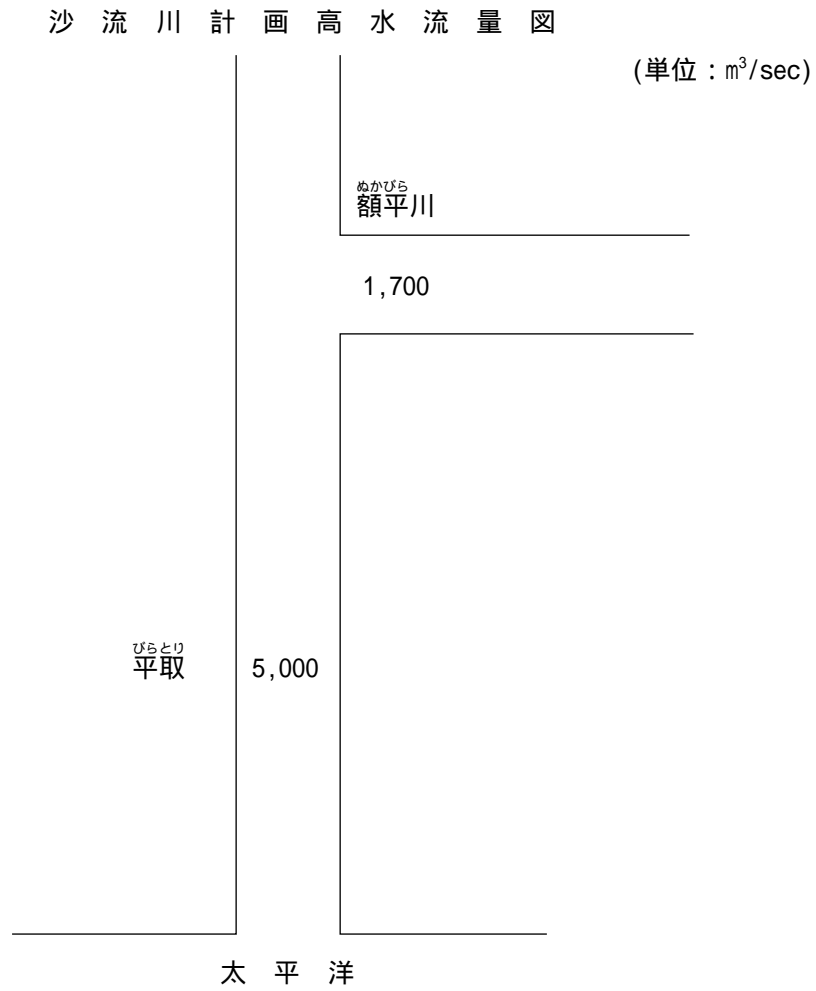 沙流川計画高水流量図
(単位：m³/sec)
ぬかびら
額平川
1,700
びらとり
平取
5,000
太平洋